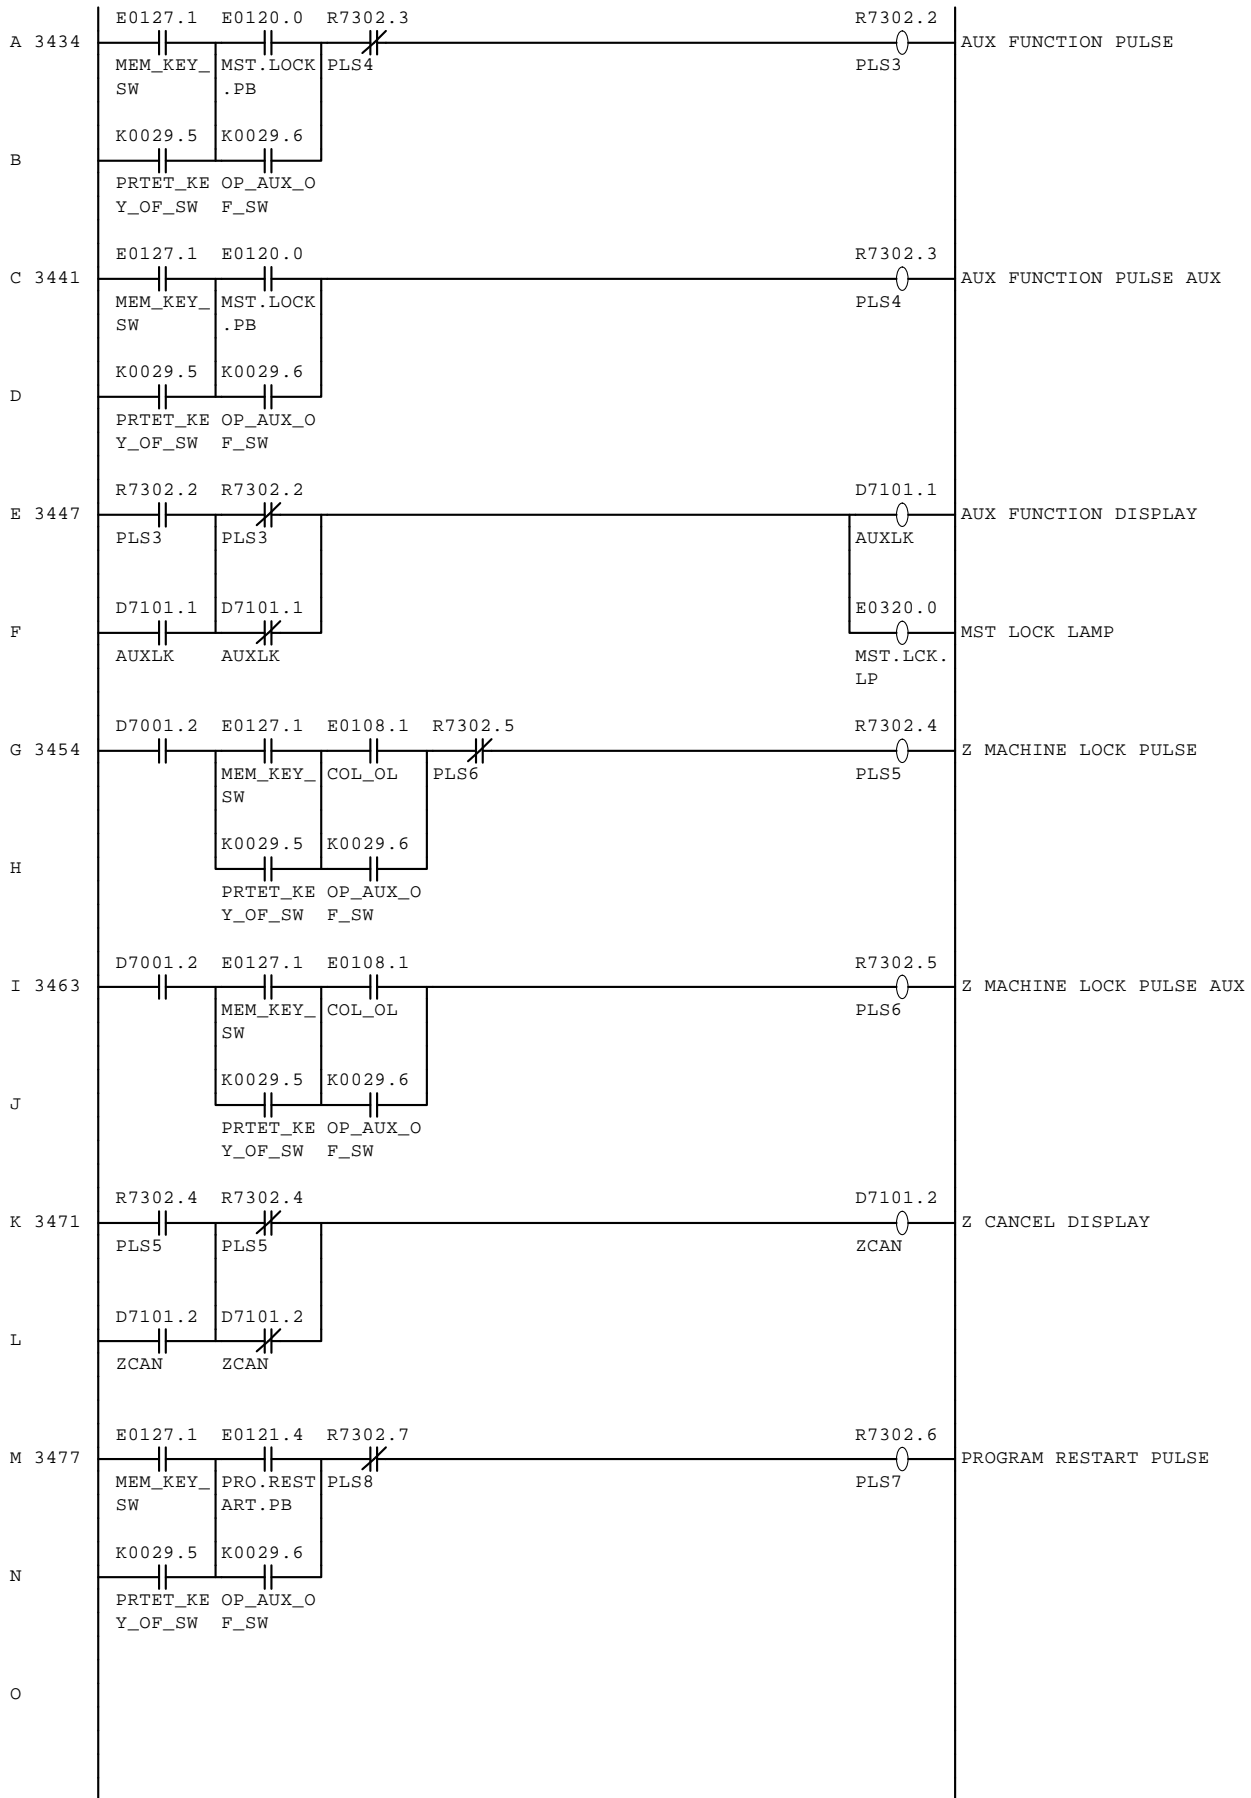 E0127.1 E0120.0 R7302.3 R7302.2
A 3434 AUX FUNCTION PULSE
MEM_KEY_ MST.LOCK PLS4 PLS3
SW .PB
K0029.5 K0029.6
B
PRTET_KE OP_AUX_O
Y_OF_SW F_SW
E0127.1 E0120.0 R7302.3
C 3441 AUX FUNCTION PULSE AUX
MEM_KEY_ MST.LOCK PLS4
SW .PB
K0029.5 K0029.6
D
PRTET_KE OP_AUX_O
Y_OF_SW F_SW
R7302.2 R7302.2 D7101.1
E 3447 AUX FUNCTION DISPLAY
PLS3 PLS3 AUXLK
D7101.1 D7101.1 E0320.0
F MST LOCK LAMP
AUXLK AUXLK MST.LCK.
LP
D7001.2 E0127.1 E0108.1 R7302.5 R7302.4
G 3454 Z MACHINE LOCK PULSE
MEM_KEY_ COL_OL PLS6 PLS5
SW
K0029.5 K0029.6
H
PRTET_KE OP_AUX_O
Y_OF_SW F_SW
D7001.2 E0127.1 E0108.1 R7302.5
I 3463 Z MACHINE LOCK PULSE AUX
MEM_KEY_ COL_OL PLS6
SW
K0029.5 K0029.6
J
PRTET_KE OP_AUX_O
Y_OF_SW F_SW
R7302.4 R7302.4 D7101.2
K 3471 Z CANCEL DISPLAY
PLS5 PLS5 ZCAN
D7101.2 D7101.2
L
ZCAN ZCAN
E0127.1 E0121.4 R7302.7 R7302.6
M 3477 PROGRAM RESTART PULSE
MEM_KEY_ PRO.REST PLS8 PLS7
SW ART.PB
K0029.5 K0029.6
N
PRTET_KE OP_AUX_O
Y_OF_SW F_SW
O